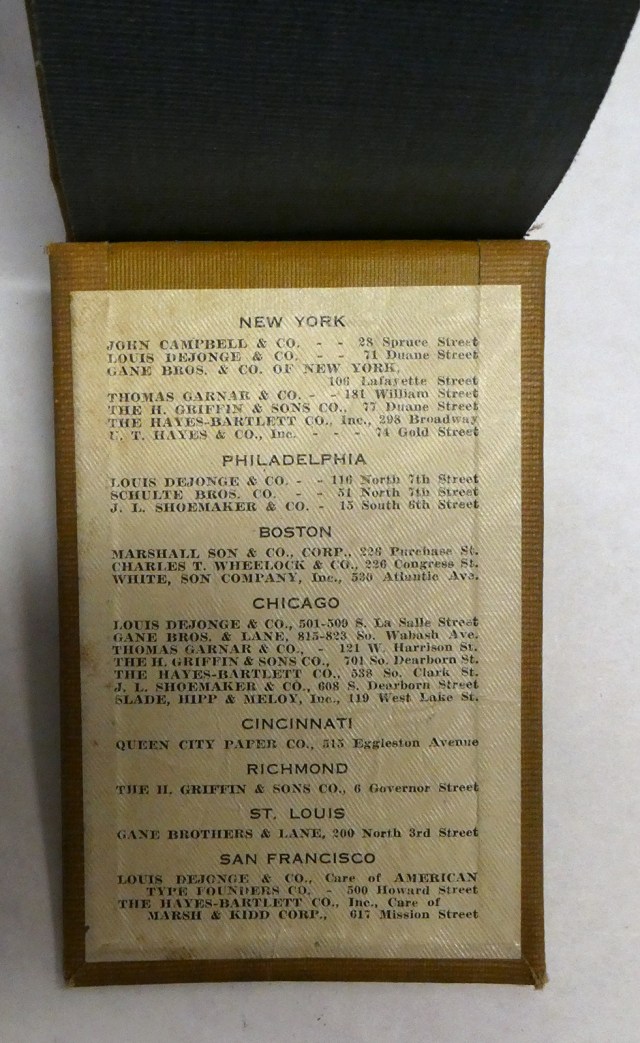 NEW YORK
JOHN CAMPBELL & CO. - - 28 Spruce Street
LOUIS DEJONGE & CO. - - 71 Duane Street
GANE BROS. & CO. OF NEW YORK,
106 Lafayette Street
THOMAS GARNAR & CO. - - 181 William Street
THE H. GRIFFIN & SONS CO., 77 Duane Street
THE HAYES-BARTLETT CO., Inc., 298 Broadway
U. T. HAYES & CO., Inc. - - - 74 Gold Street
PHILADELPHIA
LOUIS DEJONGE & CO. - - 116 North 7th Street
SCHULTE BROS. CO. - - 51 North 7th Street
J. L. SHOEMAKER & CO. - 15 South 6th Street
BOSTON
MARSHALL SON & CO., CORP., 226 Purchase St.
CHARLES T. WHEELOCK & CO., 226 Congress St.
WHITE, SON COMPANY, Inc., 530 Atlantic Ave.
CHICAGO
LOUIS DEJONGE & CO., 501-509 S. La Salle Street
GANE BROS. & LANE, 815-823 So. Wabash Ave.
THOMAS GARNAR & CO., - 121 W. Harrison St.
THE H. GRIFFIN & SONS CO., 701 So. Dearborn St.
THE HAYES-BARTLETT CO., 538 So. Clark St.
J. L. SHOEMAKER & CO., 608 S. Dearborn Street
SLADE, HIPP & MELOY, Inc., 119 West Lake St.
CINCINNATI
QUEEN CITY PAPER CO., 515 Eggleston Avenue
RICHMOND
THE H. GRIFFIN & SONS CO., 6 Governor Street
ST. LOUIS
GANE BROTHERS & LANE, 200 North 3rd Street
SAN FRANCISCO
LOUIS DEJONGE & CO., Care of AMERICAN
TYPE FOUNDERS CO. - 500 Howard Street
THE HAYES-BARTLETT CO., Inc., Care of
MARSH & KIDD CORP., 617 Mission Street